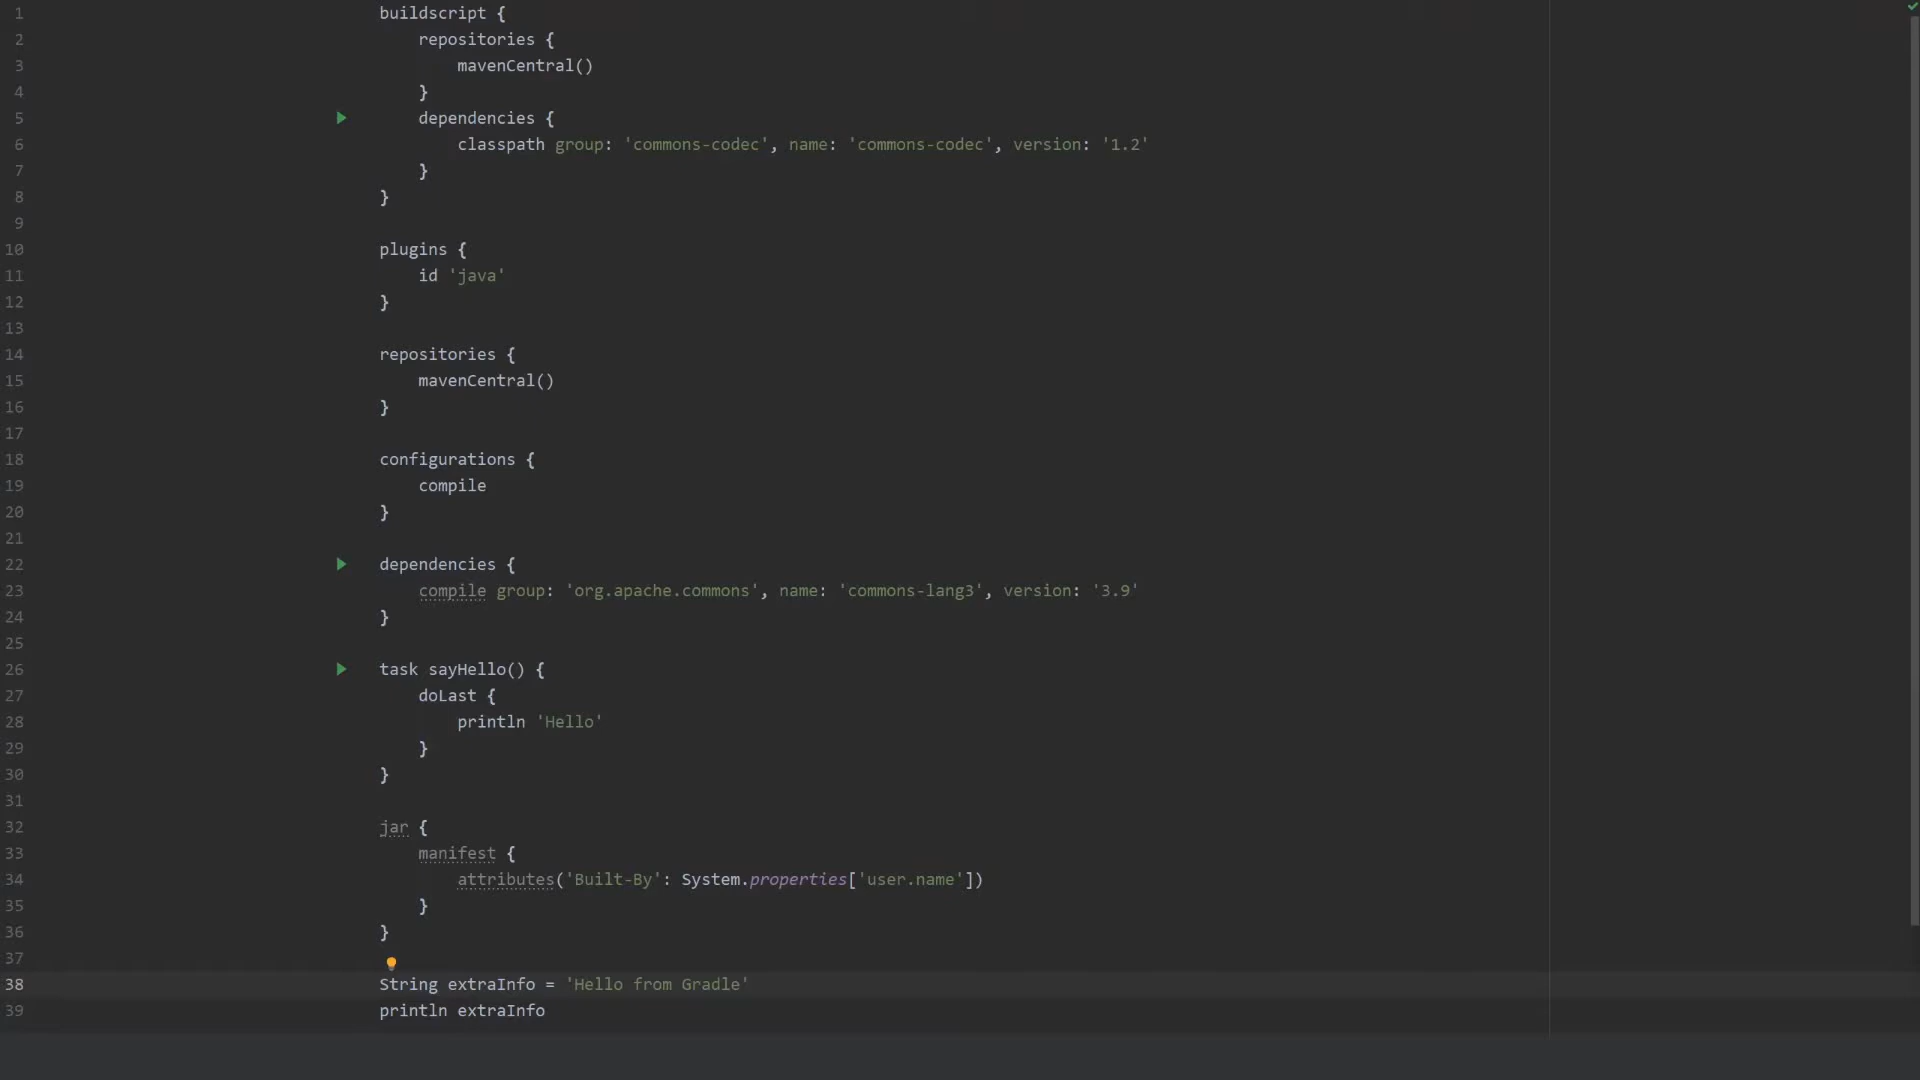 1 buildscript {
2 repositories {
3 mavenCentral()
4 }
5 dependencies {
6 classpath group: 'commons-codec', name: 'commons-codec', version: '1.2'
7 }
8 }
9
10 plugins {
11 id 'java'
12 }
13
14 repositories {
15 mavenCentral()
16 }
17
18 configurations {
19 compile
20 }
21
22 dependencies {
23 compile group: 'org.apache.commons', name: 'commons-lang3', version: '3.9'
24 }
25
26 task sayHello() {
27 doLast {
28 println 'Hello'
29 }
30 }
31
32 jar {
33 manifest {
34 attributes('Built-By': System.properties['user.name'])
35 }
36 }
37
38 String extraInfo = 'Hello from Gradle'
39 println extraInfo